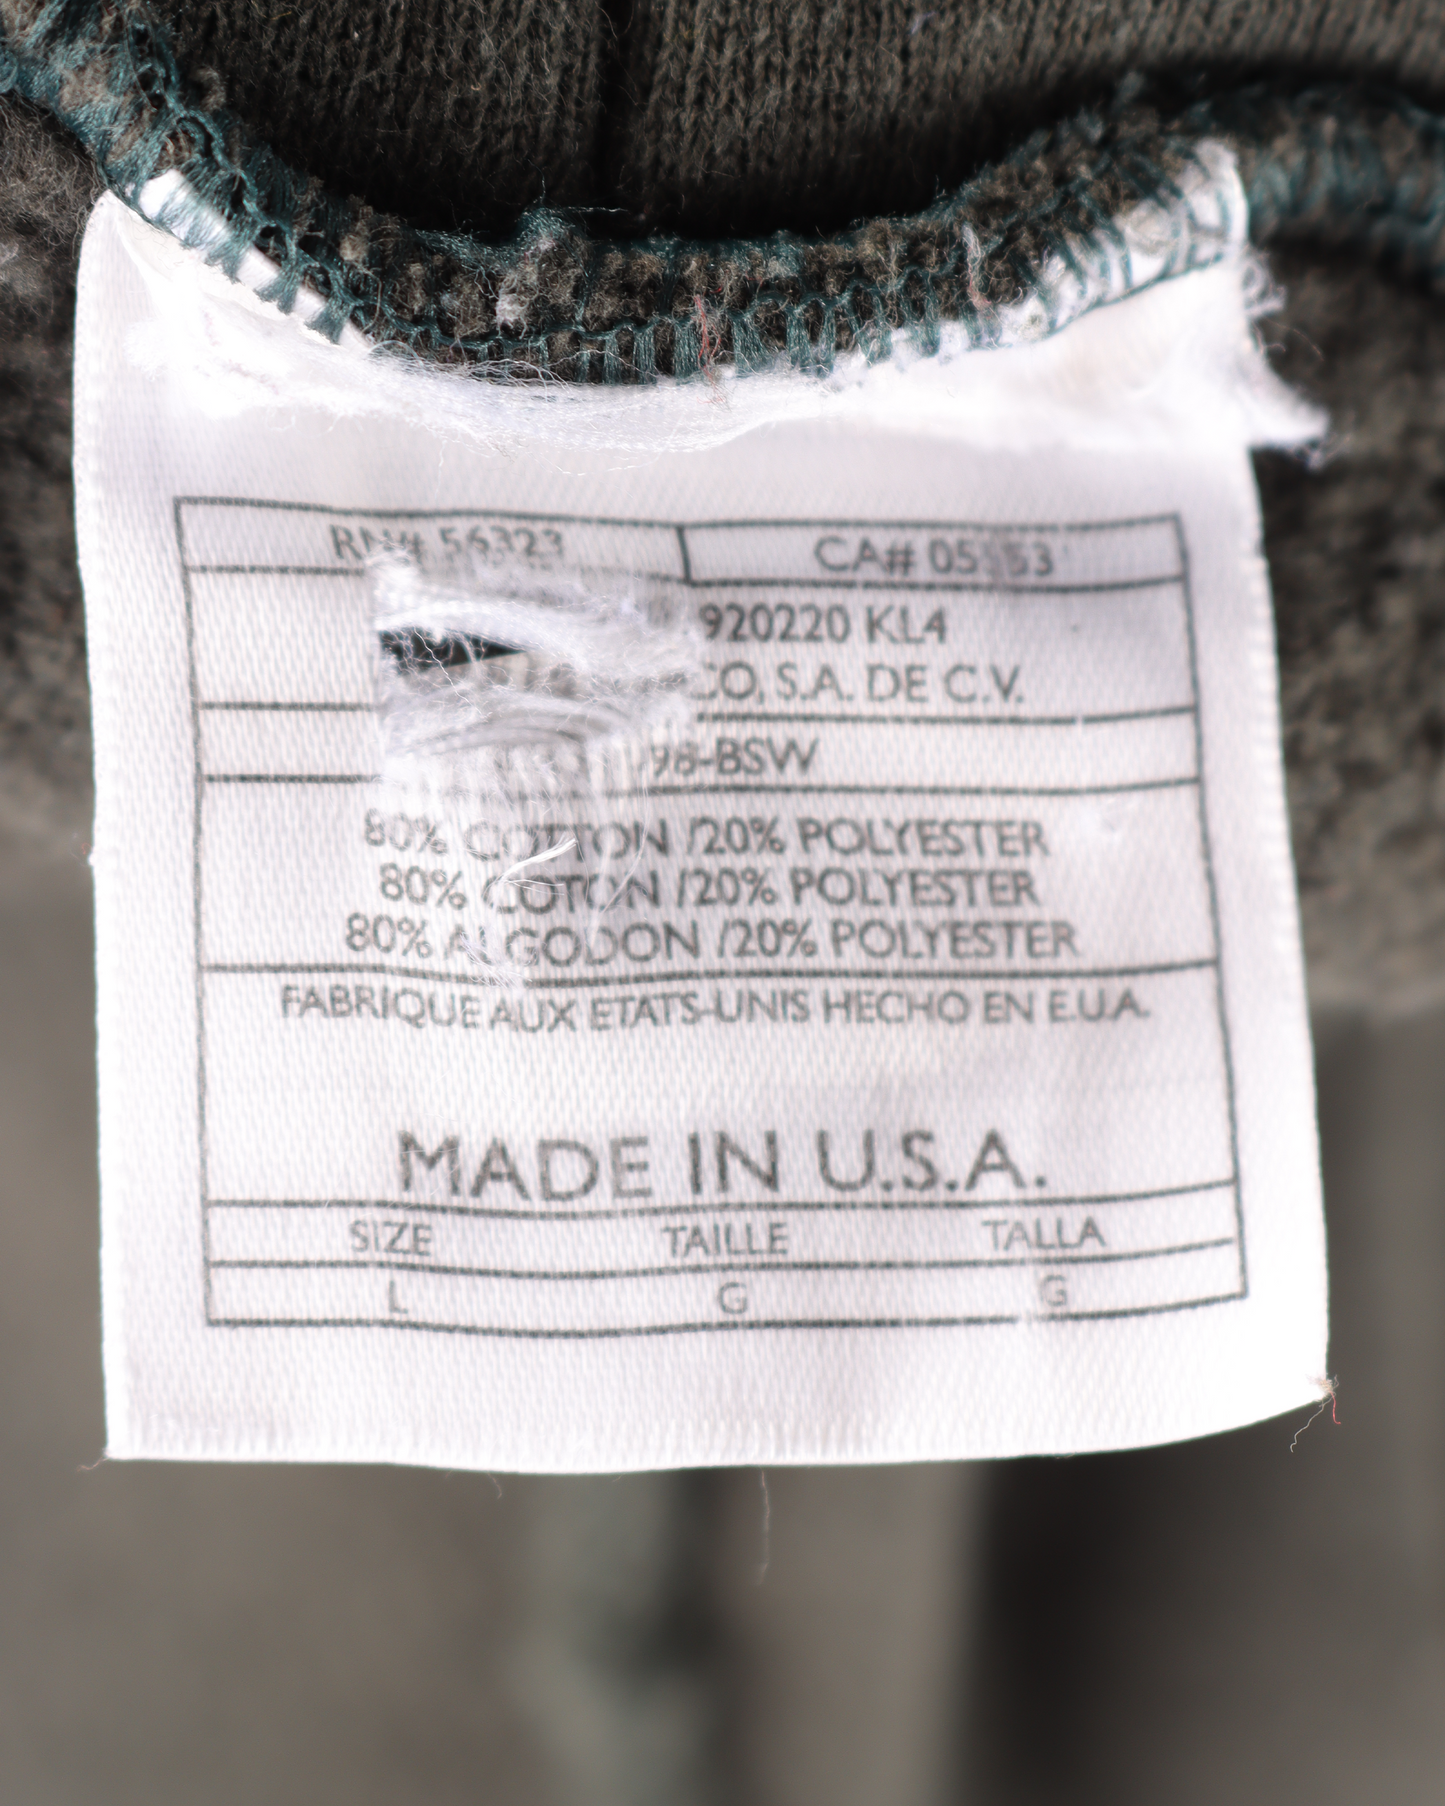 RN# 56323 CA# 05553
920220 KL4
CO, S.A. DE C.V.
98-BSW
80% COTTON /20% POLYESTER
80% COTON /20% POLYESTER
80% ALGODON /20% POLYESTER
FABRIQUE AUX ETATS-UNIS HECHO EN E.U.A.
MADE IN U.S.A.
SIZE TAILLE TALLA
L G G